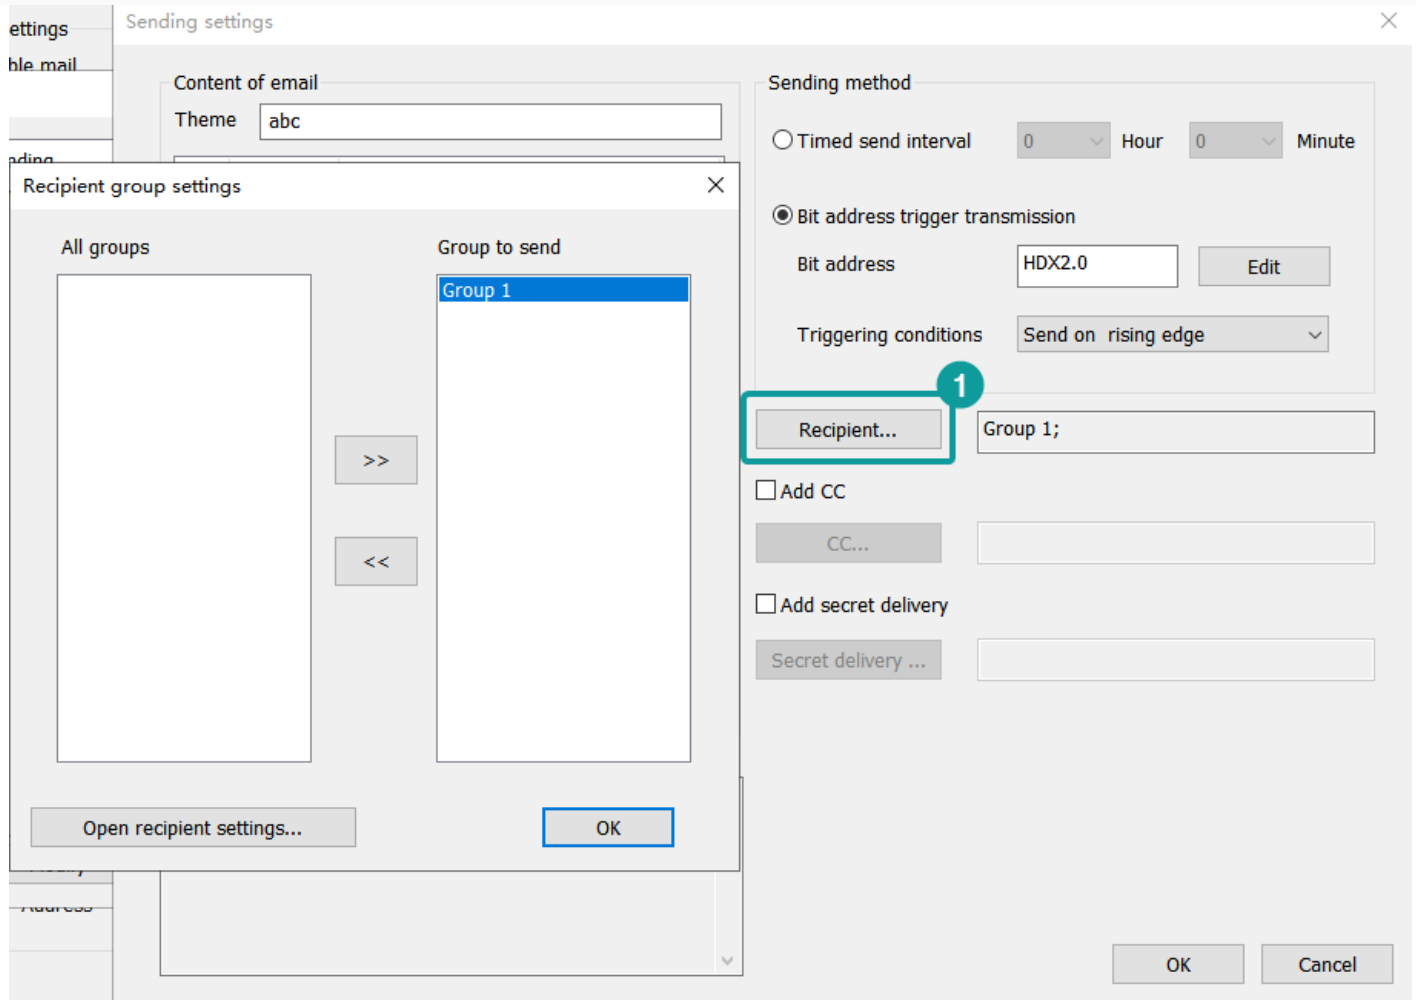 Sending settings
ettings
ble mail
Content of email
Theme
abc
Sending method
Timed send interval
0
Hour
0
Minute
Bit address trigger transmission
Bit address
HDX2.0
Edit
Triggering conditions
Send on rising edge
1
Recipient...
Group 1;
Add CC
CC...
Add secret delivery
Secret delivery ...
OK
Cancel
nding
Recipient group settings
All groups
Group to send
Group 1
>>
<<
Open recipient settings...
OK
Address